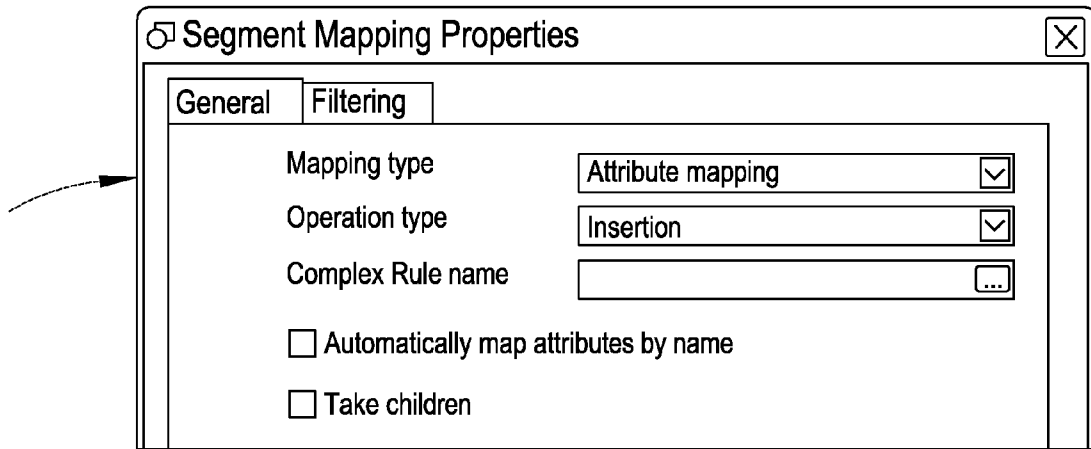 Segment Mapping Properties
General Filtering
Mapping type Attribute mapping
Operation type Insertion
Complex Rule name ...
Automatically map attributes by name
Take children